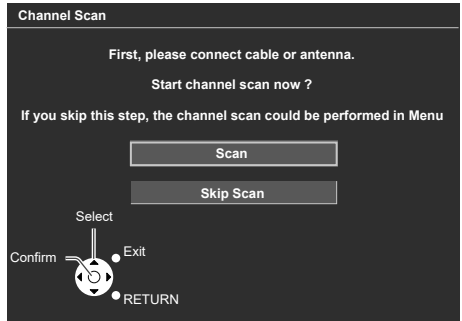 Channel Scan
First, please connect cable or antenna.
Start channel scan now ?
If you skip this step, the channel scan could be performed in Menu
Scan
Skip Scan
Select
Confirm
Exit
RETURN